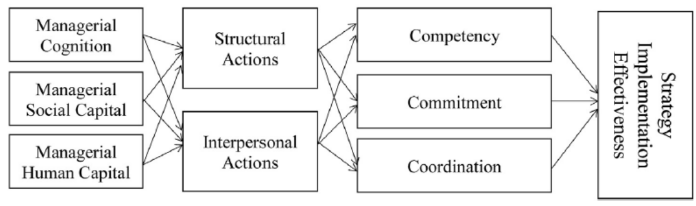 Managerial
Cognition
Managerial
Social Capital
Managerial
Human Capital
Structural
Actions
Interpersonal
Actions
Competency
Commitment
Coordination
Strategy
Implementation
Effectiveness